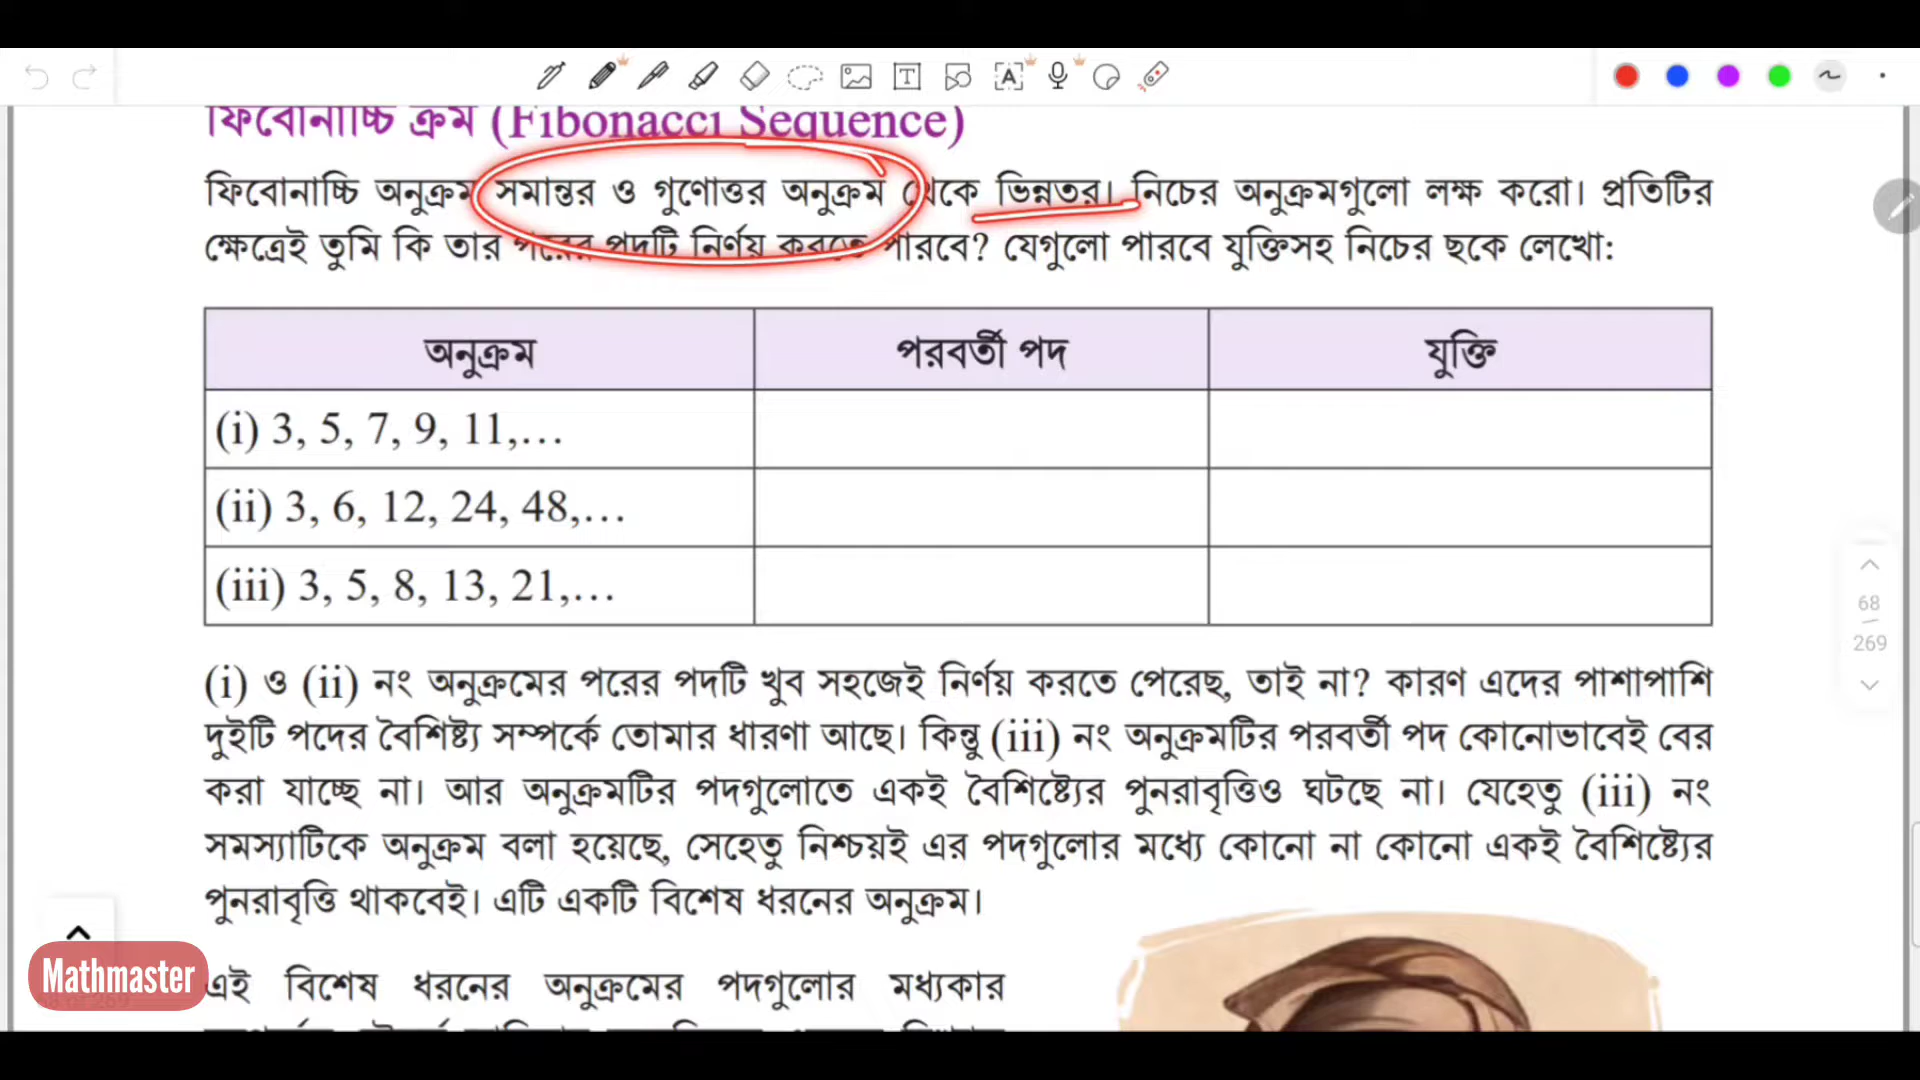 ফিবোনাচ্চি ক্রম (Fibonacci Sequence)
ফিবোনাচ্চি অনুক্রম সমান্তর ও গুণোত্তর অনুক্রম থেকে ভিন্নতর। নিচের অনুক্রমগুলো লক্ষ করো। প্রতিটির
ক্ষেত্রেই তুমি কি তার পরের পদটি নির্ণয় করতে পারবে? যেগুলো পারবে যুক্তিসহ নিচের ছকে লেখো:
অনুক্রম পরবর্তী পদ যুক্তি
(i) 3, 5, 7, 9, 11,...
(ii) 3, 6, 12, 24, 48,...
(iii) 3, 5, 8, 13, 21,...
68
269
(i) ও (ii) নং অনুক্রমের পরের পদটি খুব সহজেই নির্ণয় করতে পেরেছ, তাই না? কারণ এদের পাশাপাশি
দুইটি পদের বৈশিষ্ট্য সম্পর্কে তোমার ধারণা আছে। কিন্তু (iii) নং অনুক্রমটির পরবর্তী পদ কোনোভাবেই বের
করা যাচ্ছে না। আর অনুক্রমটির পদগুলোতে একই বৈশিষ্ট্যের পুনরাবৃত্তিও ঘটছে না। যেহেতু (iii) নং
সমস্যাটিকে অনুক্রম বলা হয়েছে, সেহেতু নিশ্চয়ই এর পদগুলোর মধ্যে কোনো না কোনো একই বৈশিষ্ট্যের
পুনরাবৃত্তি থাকবেই। এটি একটি বিশেষ ধরনের অনুক্রম।
Mathmaster
এই বিশেষ ধরনের অনুক্রমের পদগুলোর মধ্যকার